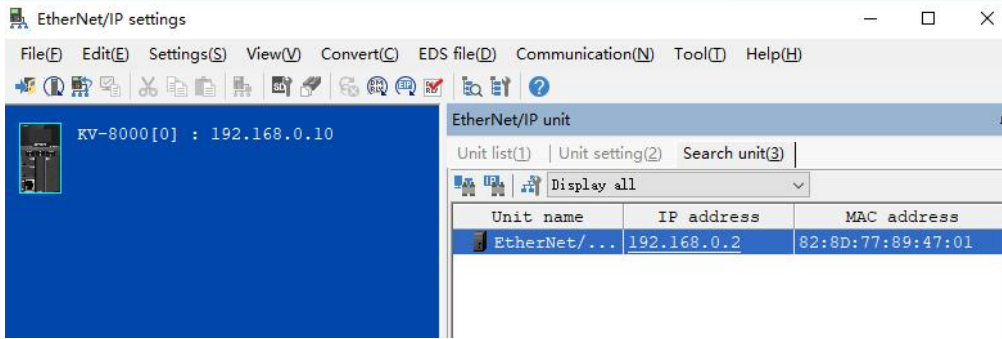 EtherNet/IP settings
File(F) Edit(E) Settings(S) View(V) Convert(C) EDS file(D) Communication(N) Tool(T) Help(H)
KV-8000[0] : 192.168.0.10
EtherNet/IP unit
Unit list(1) Unit setting(2) Search unit(3)
Display all
Unit name IP address MAC address
EtherNet/... 192.168.0.2 82:8D:77:89:47:01